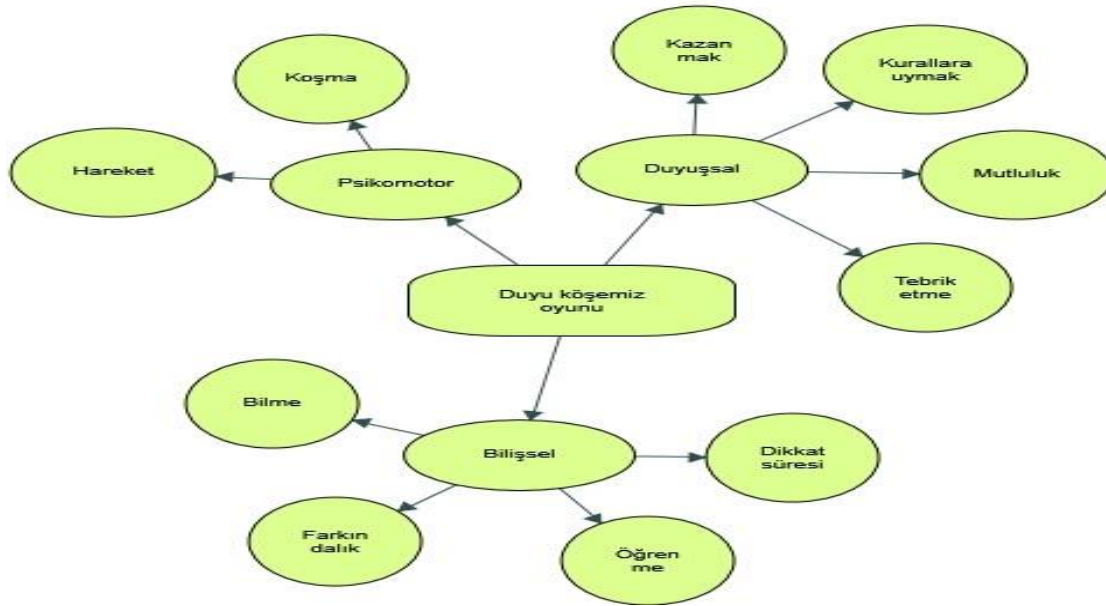 Kazan
mak
Kurallara
uymak
Koşma
Hareket
Psikomotor
Duyuşsal
Mutluluk
Tebrik
etme
Duyu köşemiz
oyunu
Bilme
Bilişsel
Dikkat
süresi
Farkın
dalık
Öğren
me